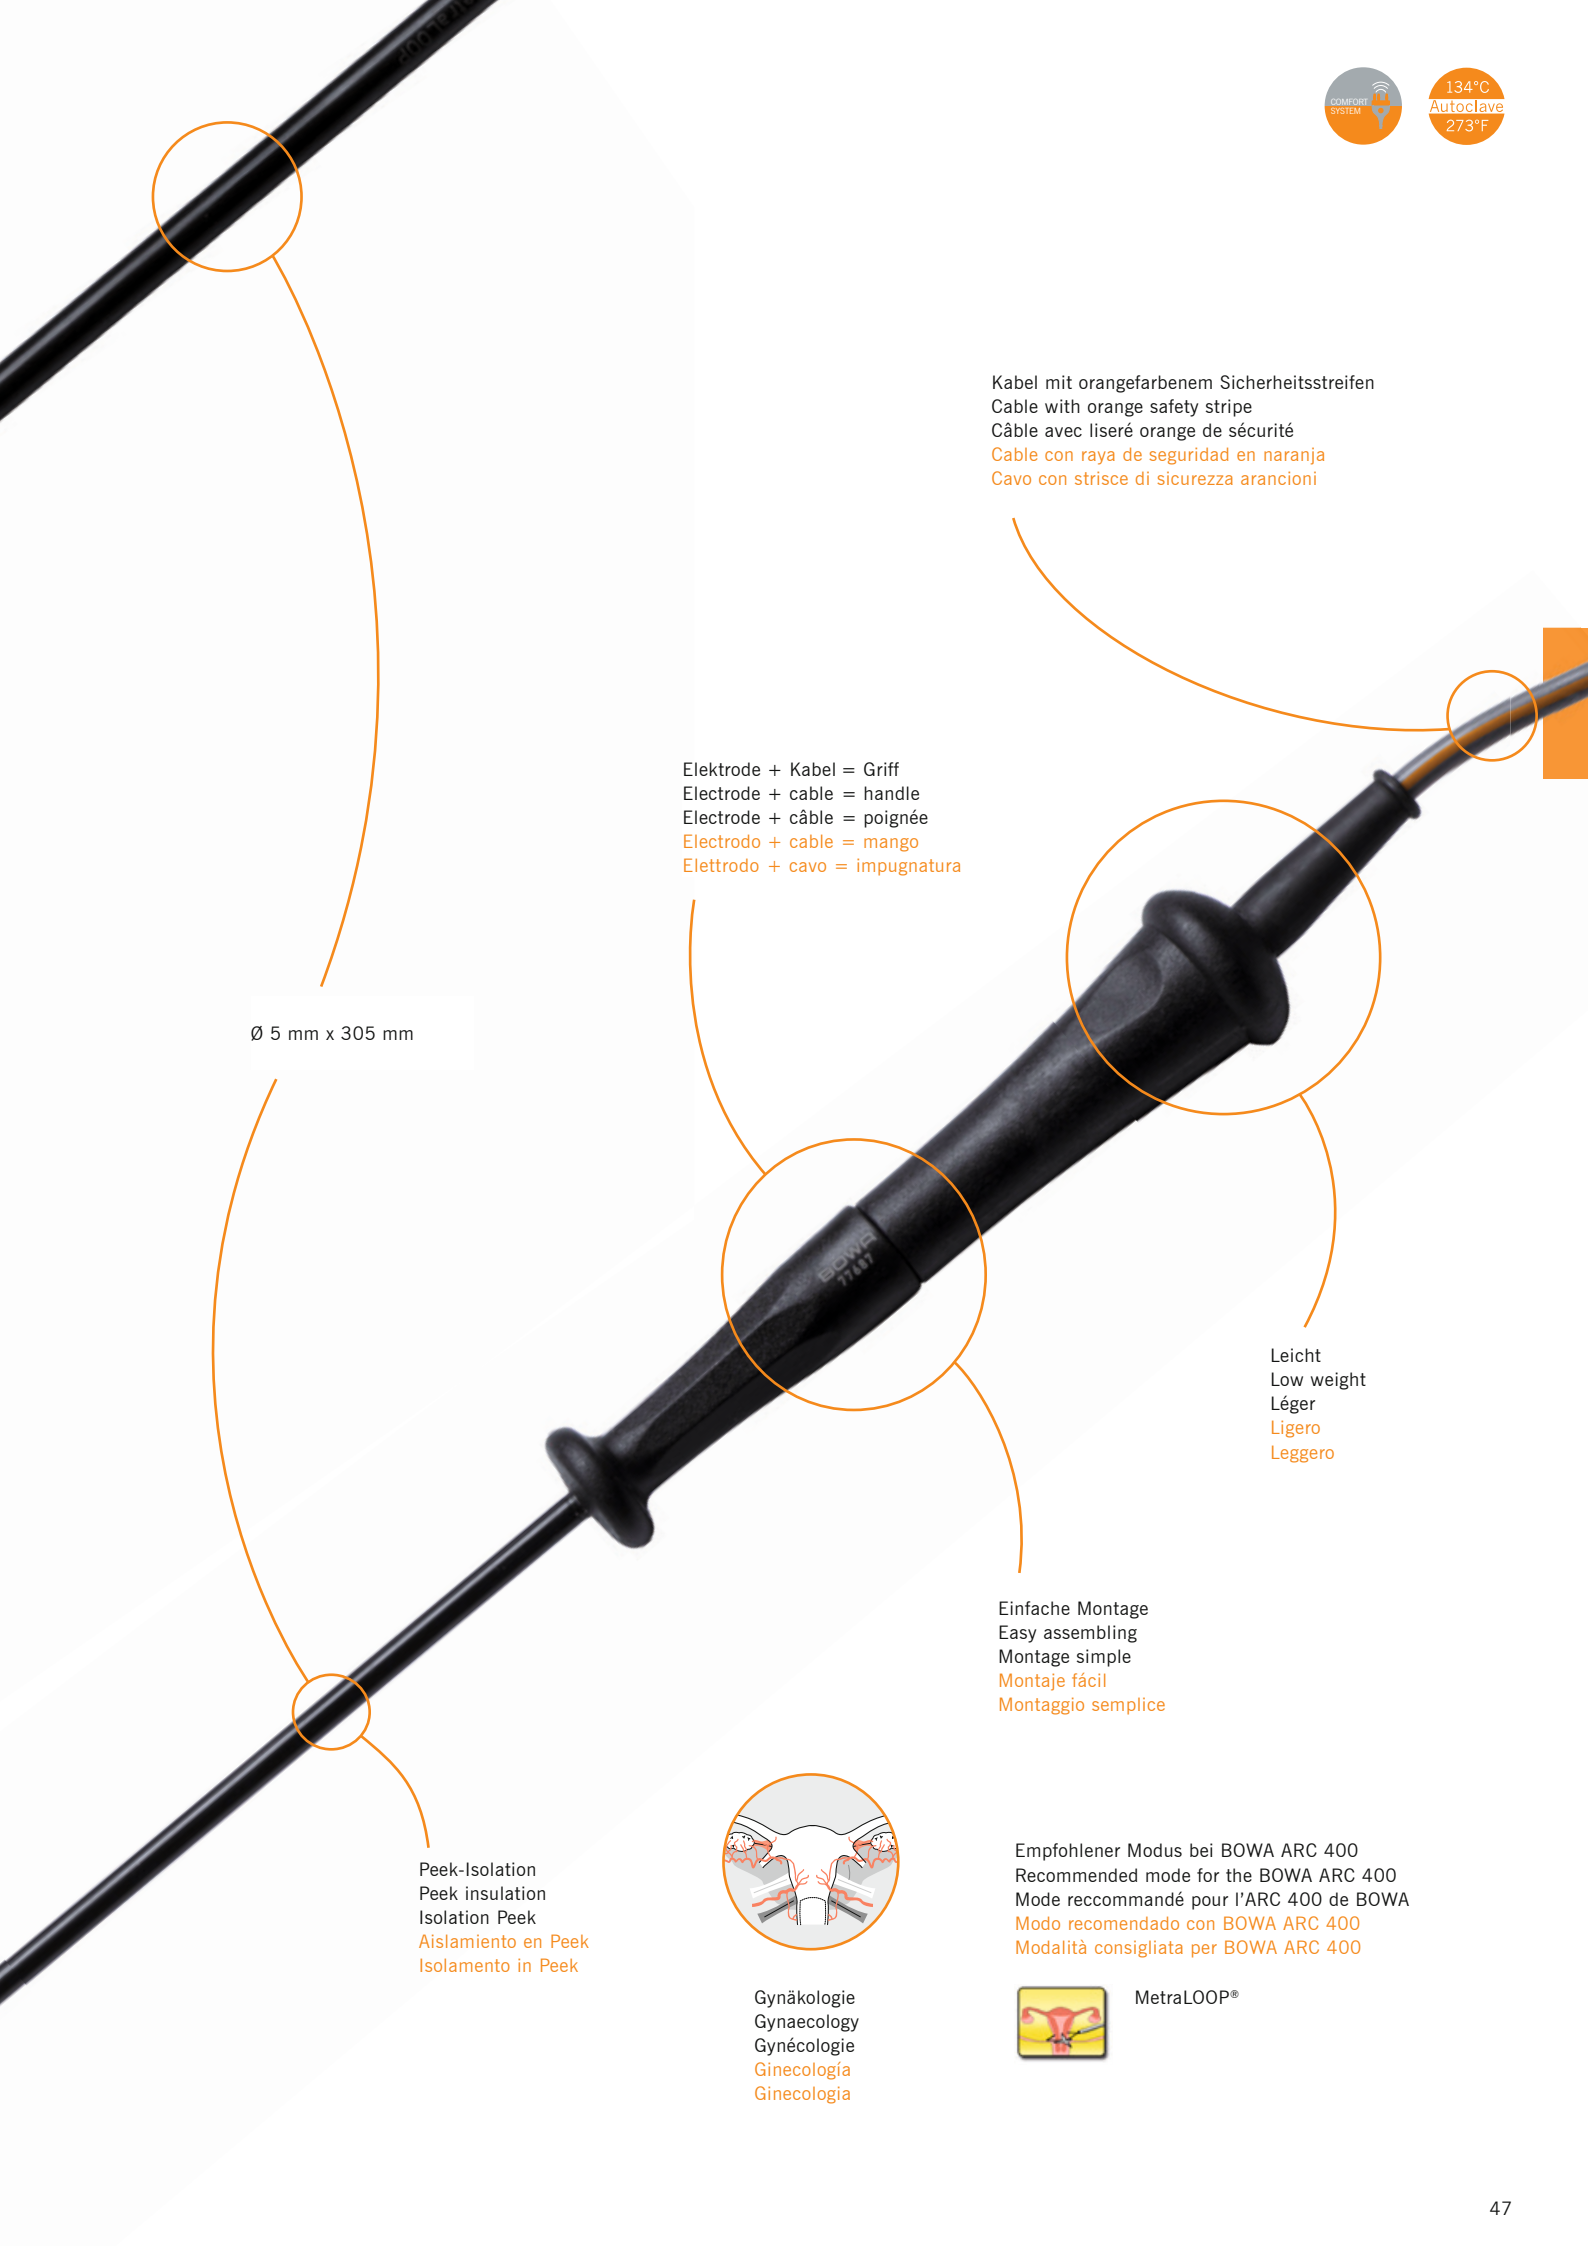 COMFORT
SYSTEM
134°C
Autoclave
273°F
Kabel mit orangefarbenem Sicherheitsstreifen
Cable with orange safety stripe
Câble avec liseré orange de sécurité
Cable con raya de seguridad en naranja
Cavo con strisce di sicurezza arancioni
Elektrode + Kabel = Griff
Electrode + cable = handle
Electrode + câble = poignée
Electrodo + cable = mango
Elettrodo + cavo = impugnatura
Ø 5 mm x 305 mm
BOWA
77687
Leicht
Low weight
Léger
Ligero
Leggero
Einfache Montage
Easy assembling
Montage simple
Montaje fácil
Montaggio semplice
Peek-Isolation
Peek insulation
Isolation Peek
Aislamiento en Peek
Isolamento in Peek
Gynäkologie
Gynaecology
Gynécologie
Ginecología
Ginecologia
Empfohlener Modus bei BOWA ARC 400
Recommended mode for the BOWA ARC 400
Mode reccommandé pour l’ARC 400 de BOWA
Modo recomendado con BOWA ARC 400
Modalità consigliata per BOWA ARC 400
MetraLOOP®
47